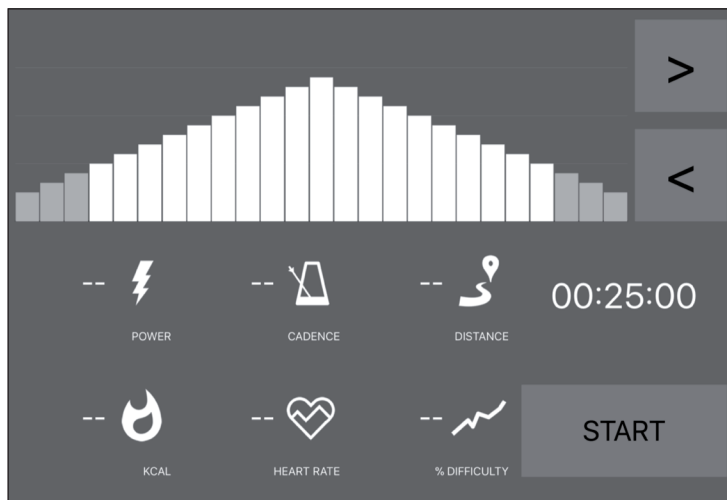 >
<
-- -- -- 00:25:00
POWER CADENCE DISTANCE
-- -- --
START
KCAL HEART RATE % DIFFICULTY